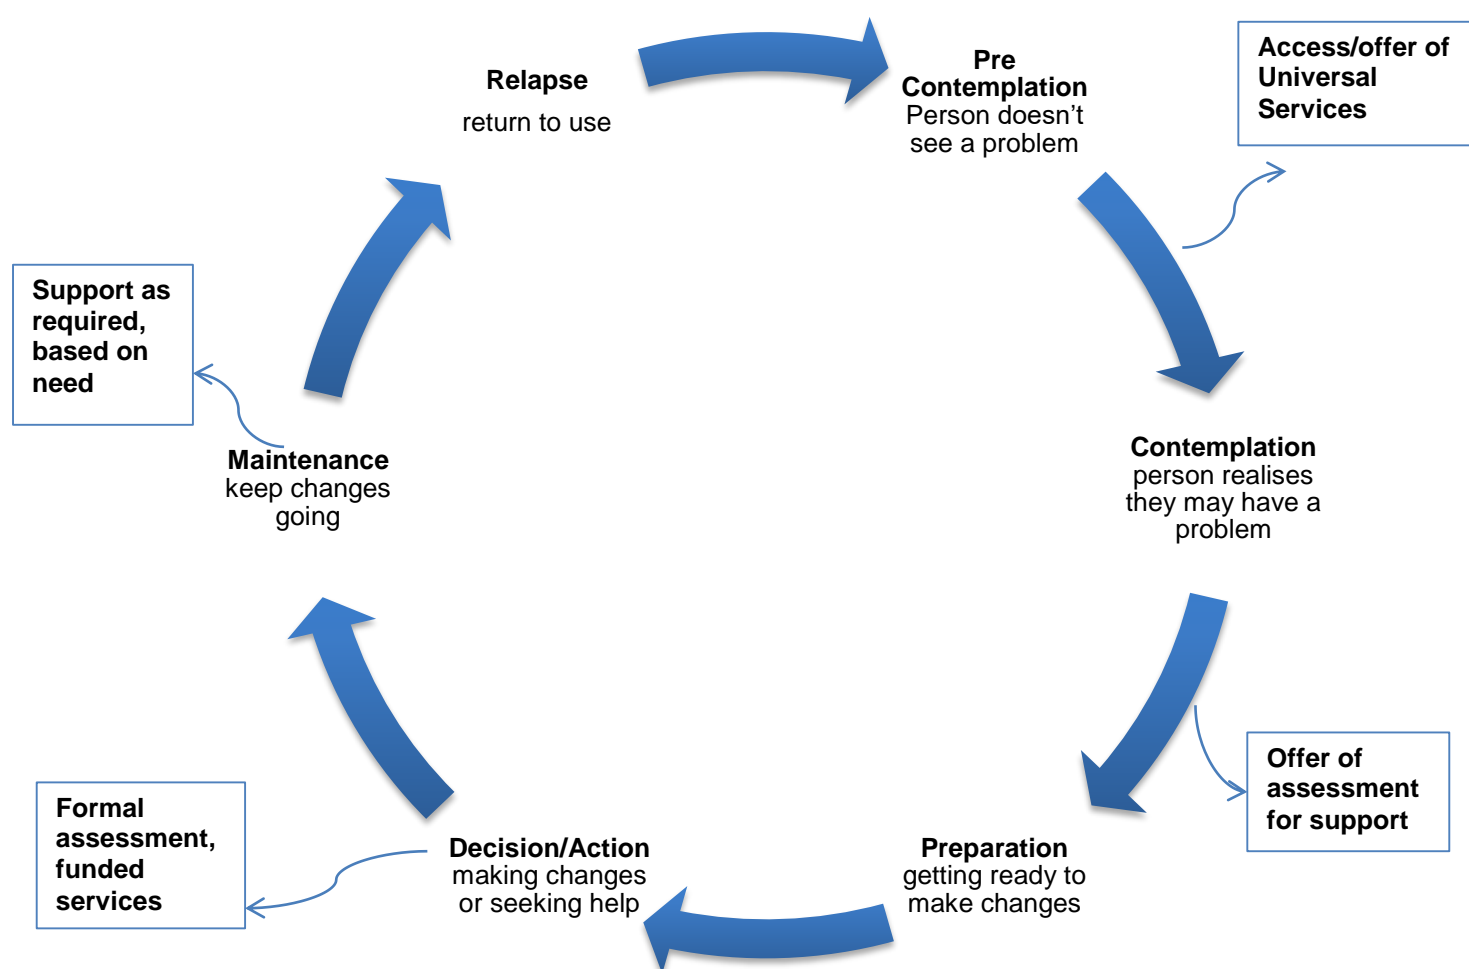 Relapse
return to use
Pre
Contemplation
Person doesn’t
see a problem
Access/offer of
Universal
Services
Contemplation
person realises
they may have a
problem
Offer of
assessment
for support
Preparation
getting ready to
make changes
Decision/Action
making changes
or seeking help
Formal
assessment,
funded
services
Maintenance
keep changes
going
Support as
required,
based on
need